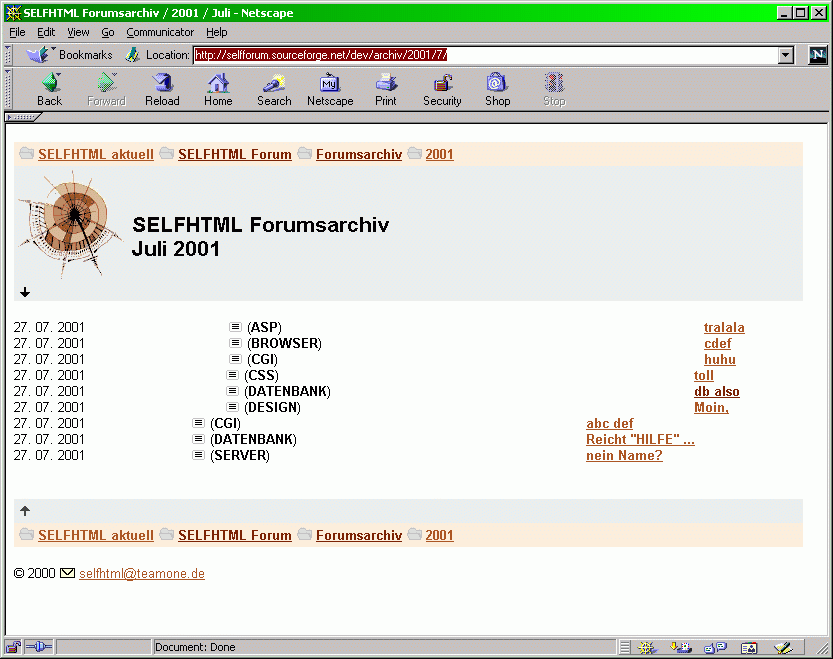 SELFHTML Forumsarchiv / 2001 / Juli - Netscape
File Edit View Go Communicator Help
Bookmarks Location: http://selfforum.sourceforge.net/dev/archiv/2001/7/ N
Back Forward Reload Home Search My Netscape Print Security Shop Stop
SELFHTML aktuell SELFHTML Forum Forumsarchiv 2001
SELFHTML Forumsarchiv
Juli 2001
27. 07. 2001 (ASP) tralala
27. 07. 2001 (BROWSER) cdef
27. 07. 2001 (CGI) huhu
27. 07. 2001 (CSS) toll
27. 07. 2001 (DATENBANK) db also
27. 07. 2001 (DESIGN) Moin,
27. 07. 2001 (CGI) abc def
27. 07. 2001 (DATENBANK) Reicht "HILFE" ...
27. 07. 2001 (SERVER) nein Name?
SELFHTML aktuell SELFHTML Forum Forumsarchiv 2001
© 2000 selfhtml@teamone.de
Document: Done